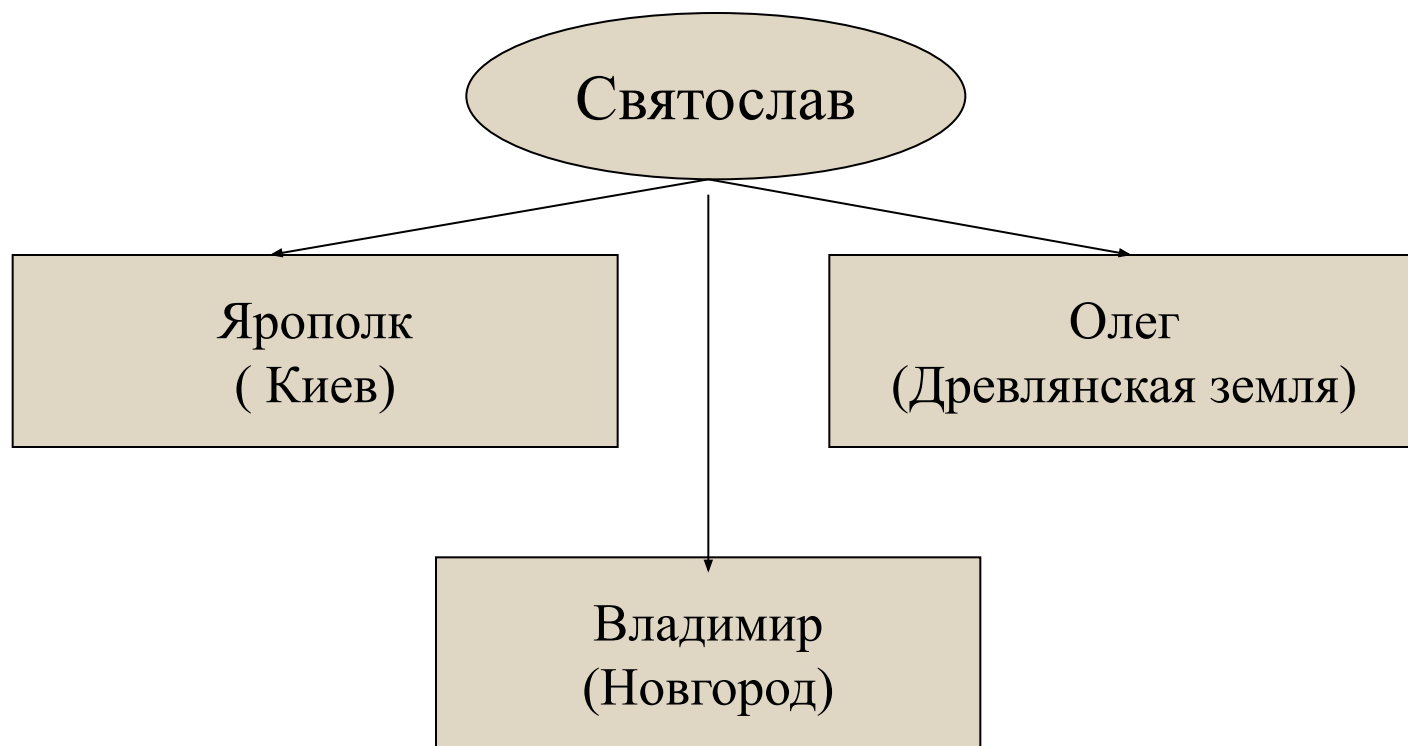 Святослав
Ярополк
( Киев)
Олег
(Древлянская земля)
Владимир
(Новгород)